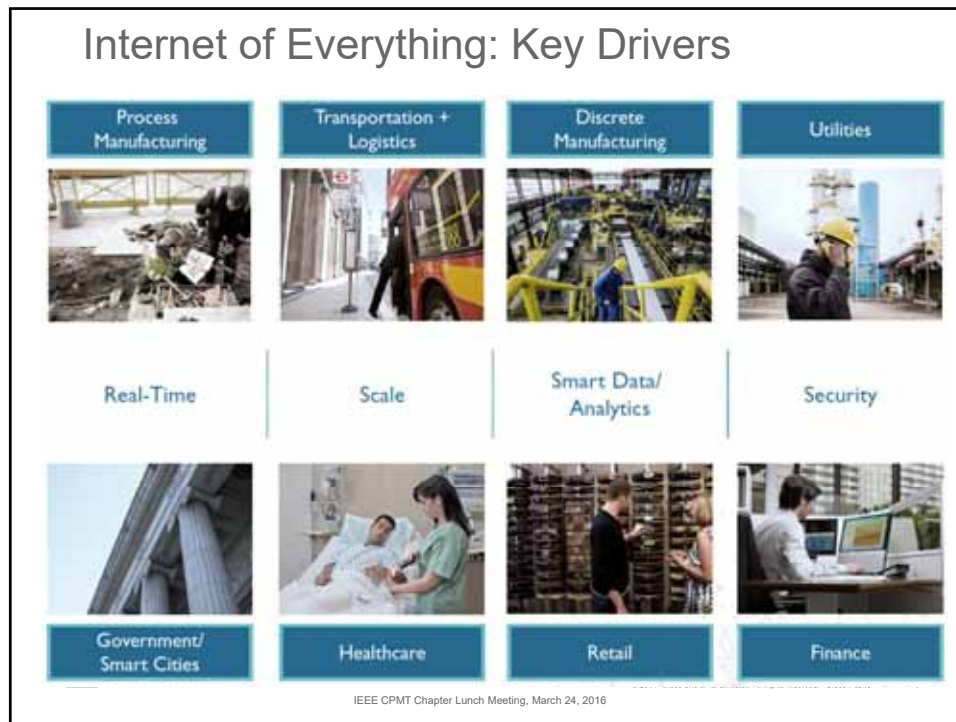 Internet of Everything: Key Drivers
Process
Manufacturing
Transportation +
Logistics
Discrete
Manufacturing
Utilities
Real-Time
Scale
Smart Data/
Analytics
Security
Government/
Smart Cities
Healthcare
Retail
Finance
IEEE CPMT Chapter Lunch Meeting, March 24, 2016